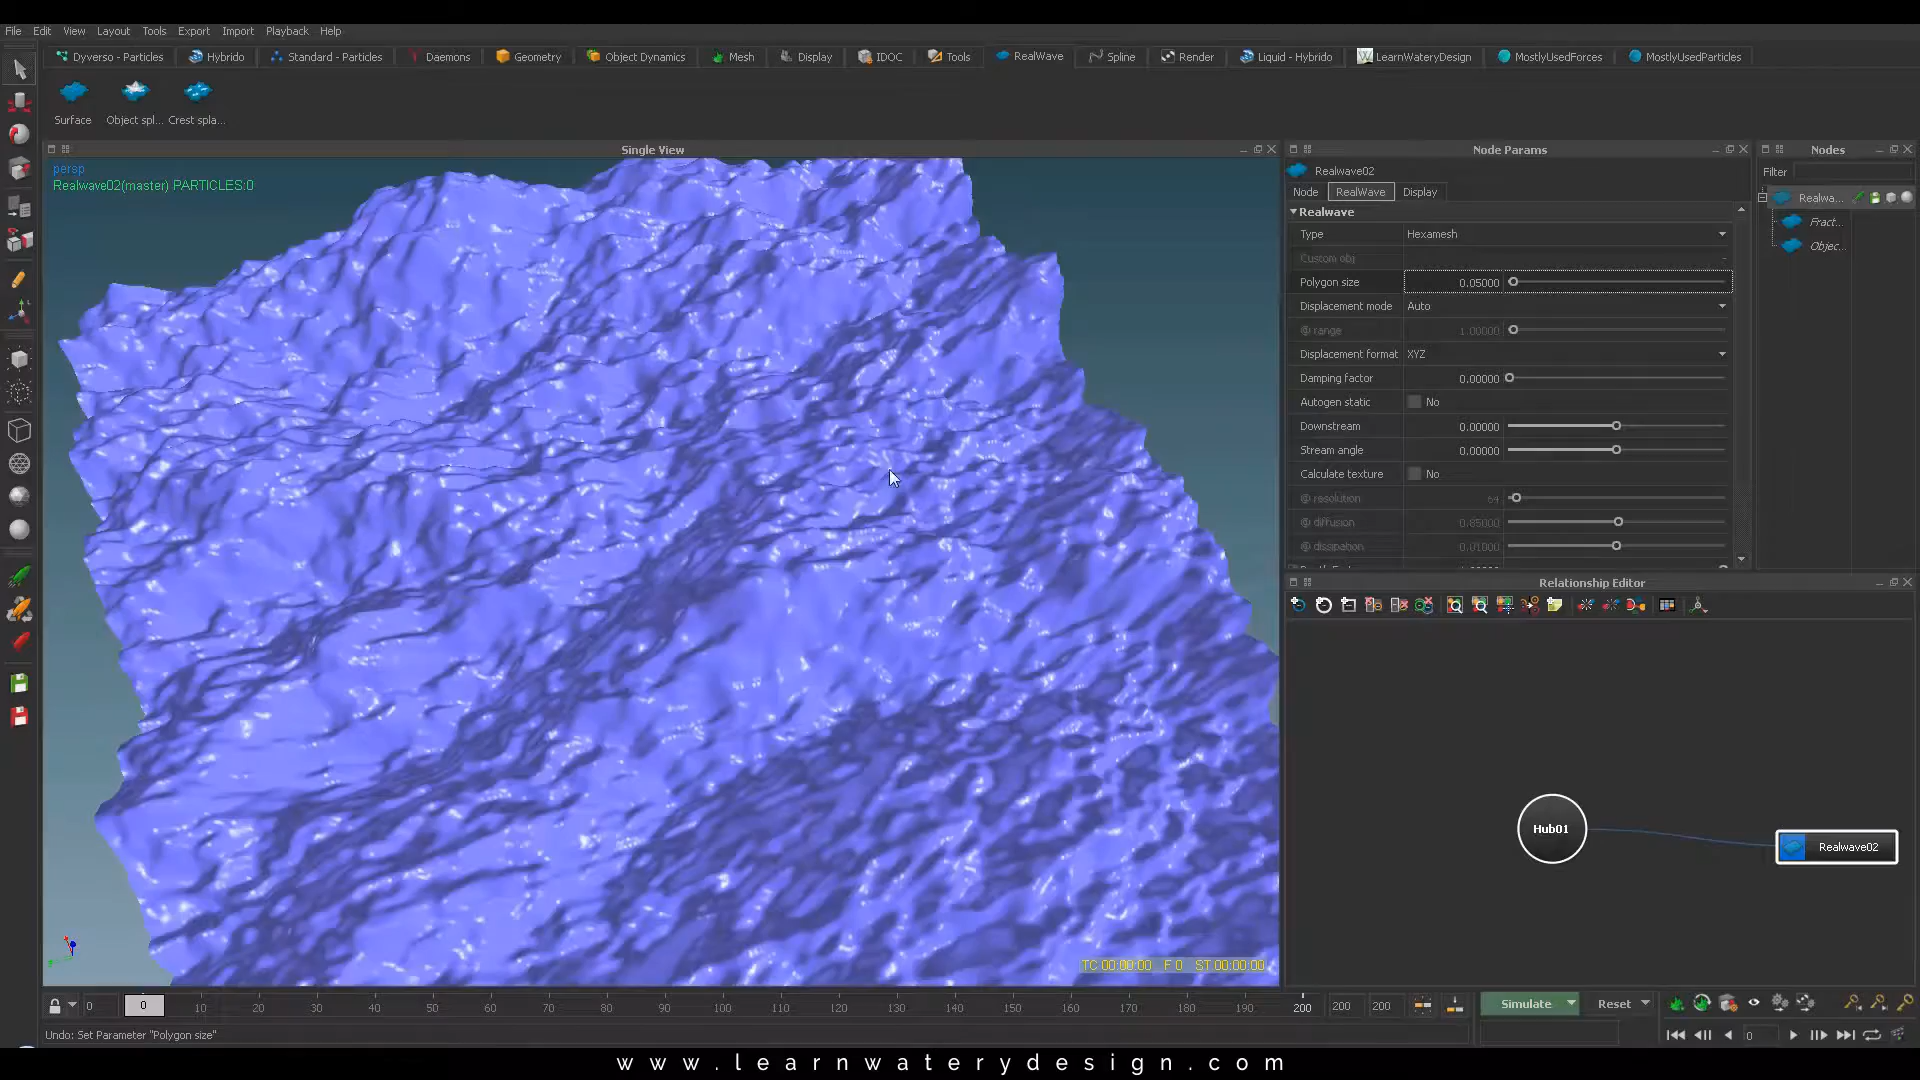 File Edit View Layout Tools Export Import Playback Help
Dyverso - Particles Hybrido Standard - Particles Daemons Geometry Object Dynamics Mesh Display IDOC Tools RealWave Spline Render Liquid - Hybrido LearnWateryDesign MostlyUsedForces MostlyUsedParticles
Surface Object spl... Crest spla...
Single View
persp
Realwave02(master) PARTICLES:0
TC 00:00:00 F 0 ST 00:00:00
Node Params
Realwave02
Node RealWave Display
Realwave
Type Hexamesh
Custom obj
Polygon size 0.05000
Displacement mode Auto
@ range 1.00000
Displacement format XYZ
Damping factor 0.00000
Autogen static No
Downstream 0.00000
Stream angle 0.00000
Calculate texture No
@ resolution 64
@ diffusion 0.85000
@ dissipation 0.01000
Nodes
Filter
Realwa...
Fract...
Objec...
Relationship Editor
Hub01
Realwave02
0 0 10 20 30 40 50 60 70 80 90 100 110 120 130 140 150 160 170 180 190 200 200 200
Simulate Reset
0
Undo: Set Parameter "Polygon size"
www.learnwaterydesign.com